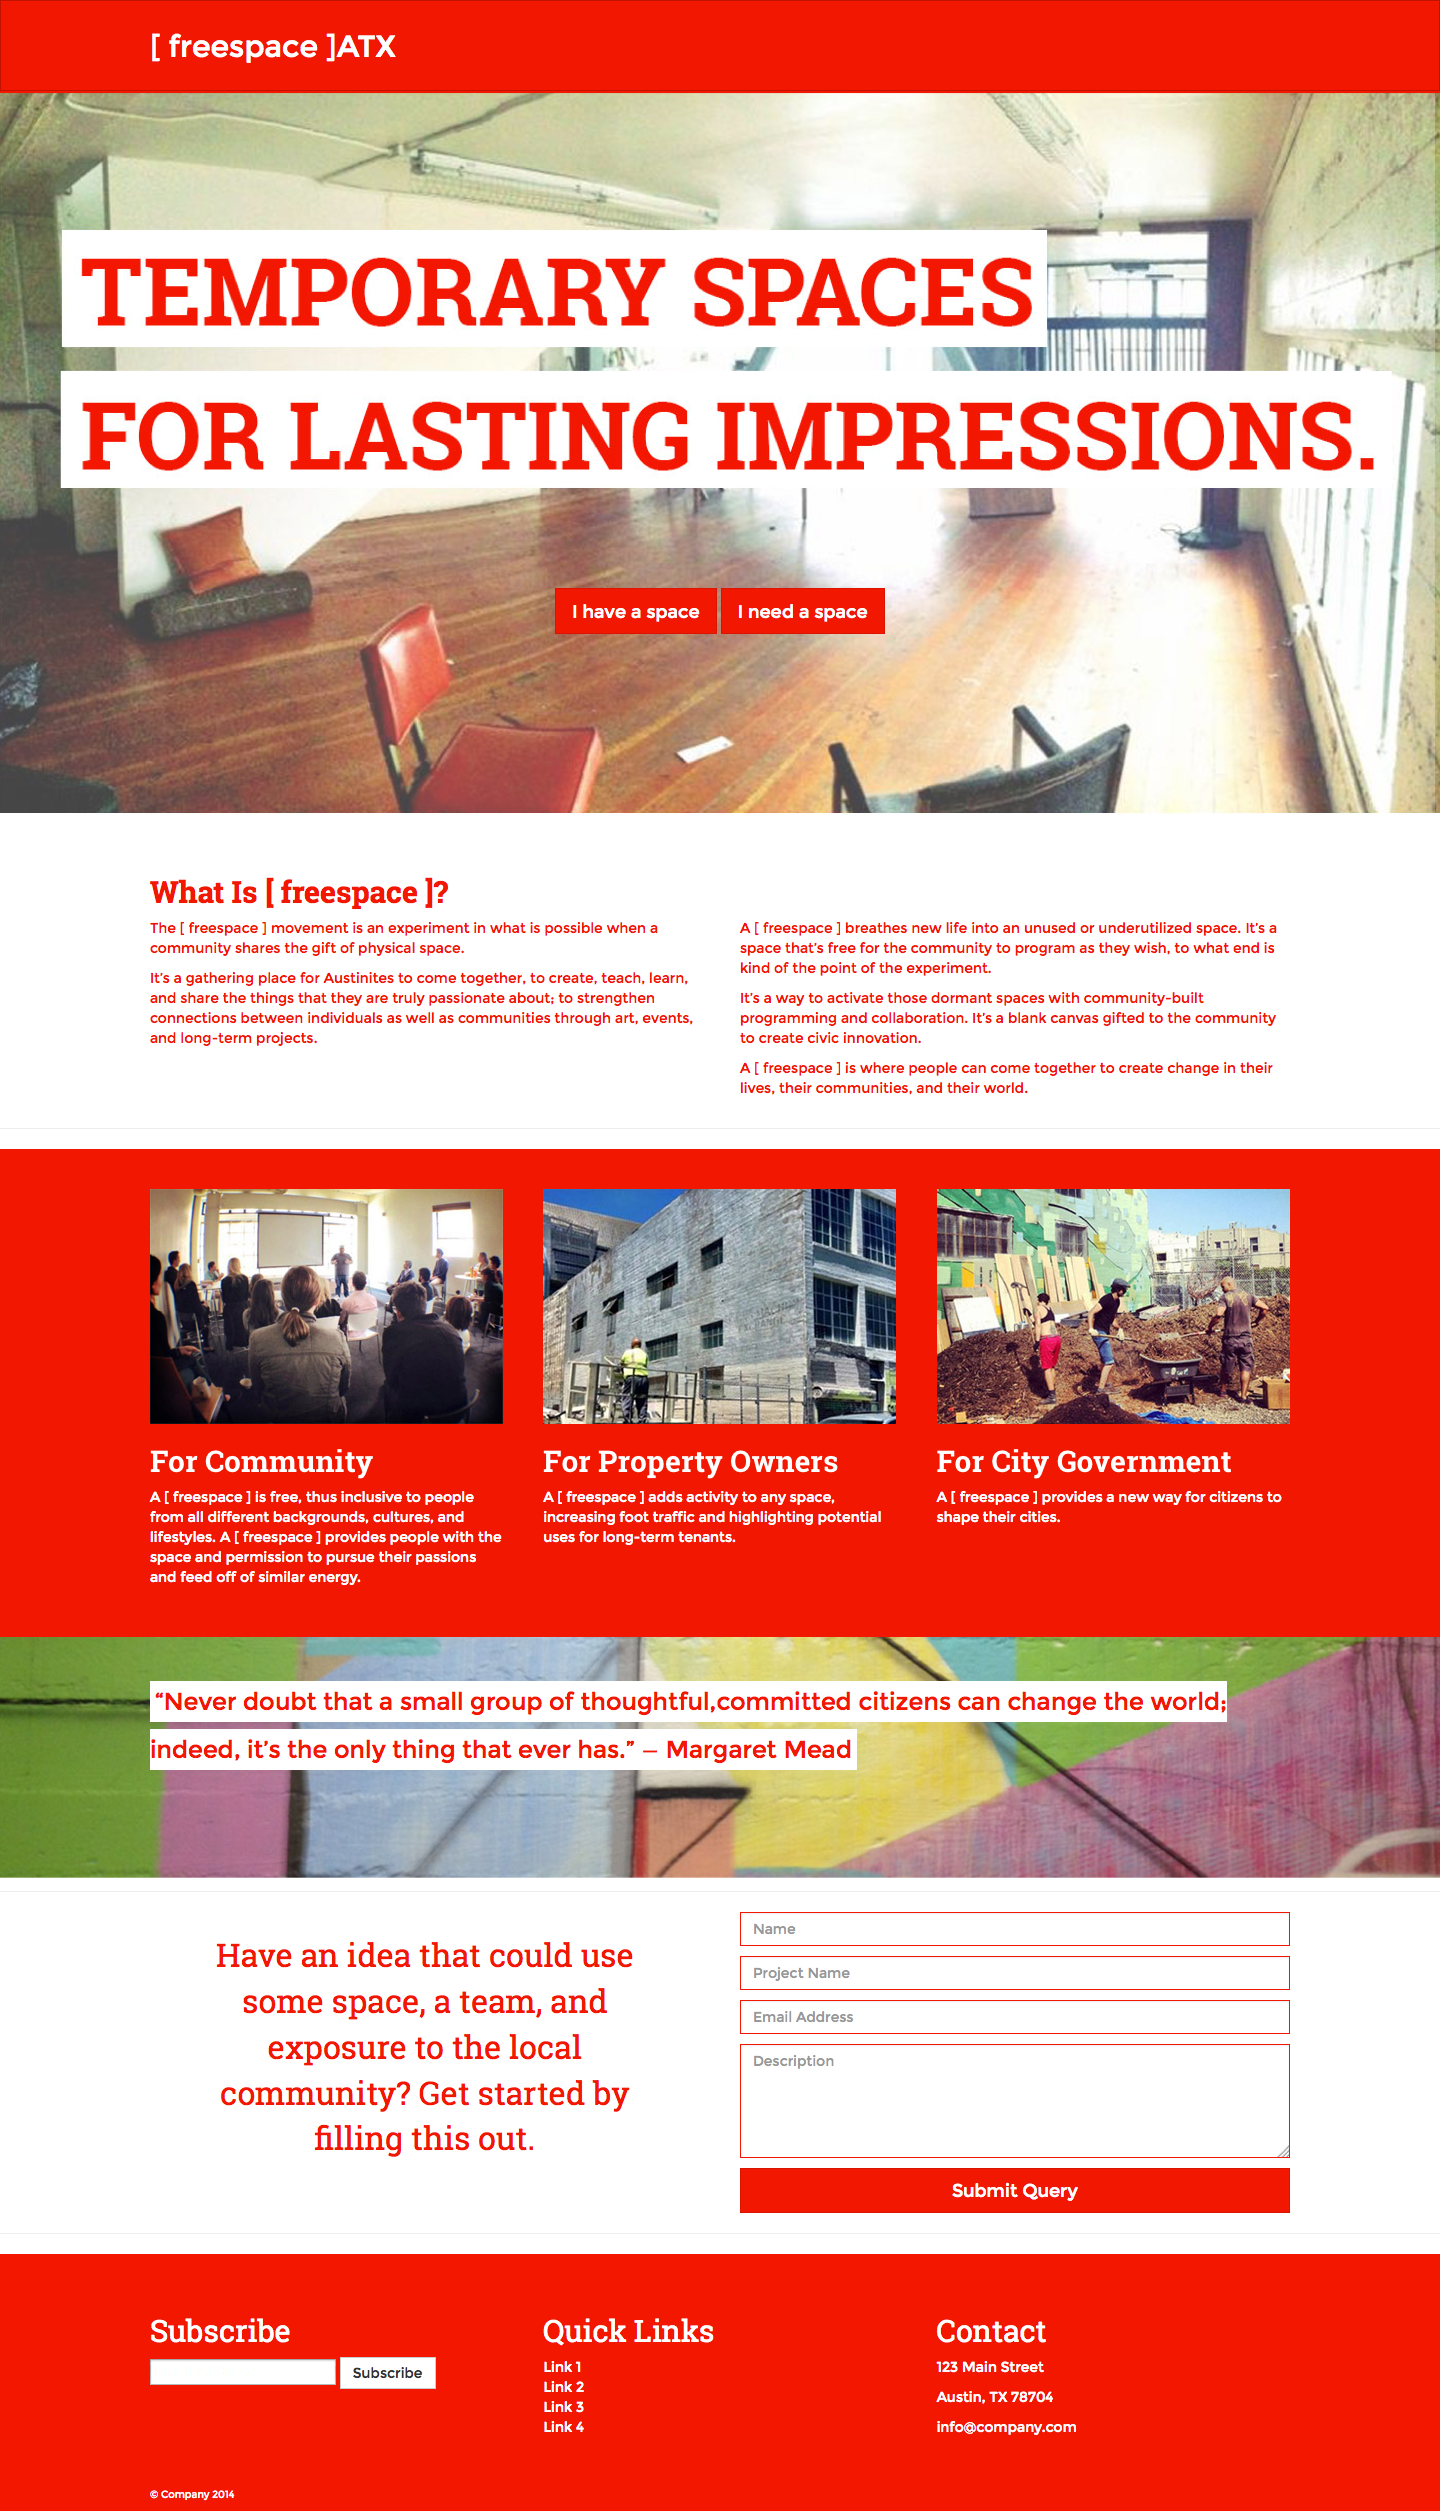 [ freespace ]ATX
TEMPORARY SPACES
FOR LASTING IMPRESSIONS.
I have a space
I need a space
What Is [ freespace ]?
The [ freespace ] movement is an experiment in what is possible when a
community shares the gift of physical space.
It's a gathering place for Austinites to come together, to create, teach, learn,
and share the things that they are truly passionate about; to strengthen
connections between individuals as well as communities through art, events,
and long-term projects.
A [ freespace ] breathes new life into an unused or underutilized space. It's a
space that's free for the community to program as they wish, to what end is
kind of the point of the experiment.
It's a way to activate those dormant spaces with community-built
programming and collaboration. It's a blank canvas gifted to the community
to create civic innovation.
A [ freespace ] is where people can come together to create change in their
lives, their communities, and their world.
For Community
A [ freespace ] is free, thus inclusive to people
from all different backgrounds, cultures, and
lifestyles. A [ freespace ] provides people with the
space and permission to pursue their passions
and feed off of similar energy.
For Property Owners
A [ freespace ] adds activity to any space,
increasing foot traffic and highlighting potential
uses for long-term tenants.
For City Government
A [ freespace ] provides a new way for citizens to
shape their cities.
“Never doubt that a small group of thoughtful,committed citizens can change the world;
indeed, it's the only thing that ever has.” – Margaret Mead
Have an idea that could use
some space, a team, and
exposure to the local
community? Get started by
filling this out.
Name
Project Name
Email Address
Description
Submit Query
Subscribe
Subscribe
Quick Links
Link 1
Link 2
Link 3
Link 4
Contact
123 Main Street
Austin, TX 78704
info@company.com
© Company 2014